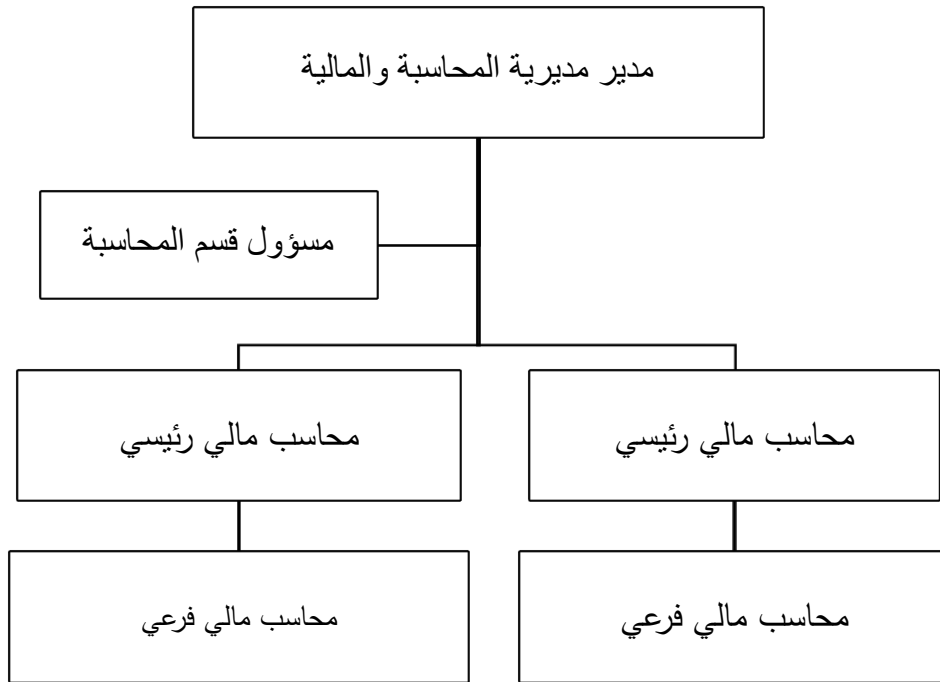 مدير مديرية المحاسبة والمالية
مسؤول قسم المحاسبة
محاسب مالي رئيسي
محاسب مالي رئيسي
محاسب مالي فرعي
محاسب مالي فرعي